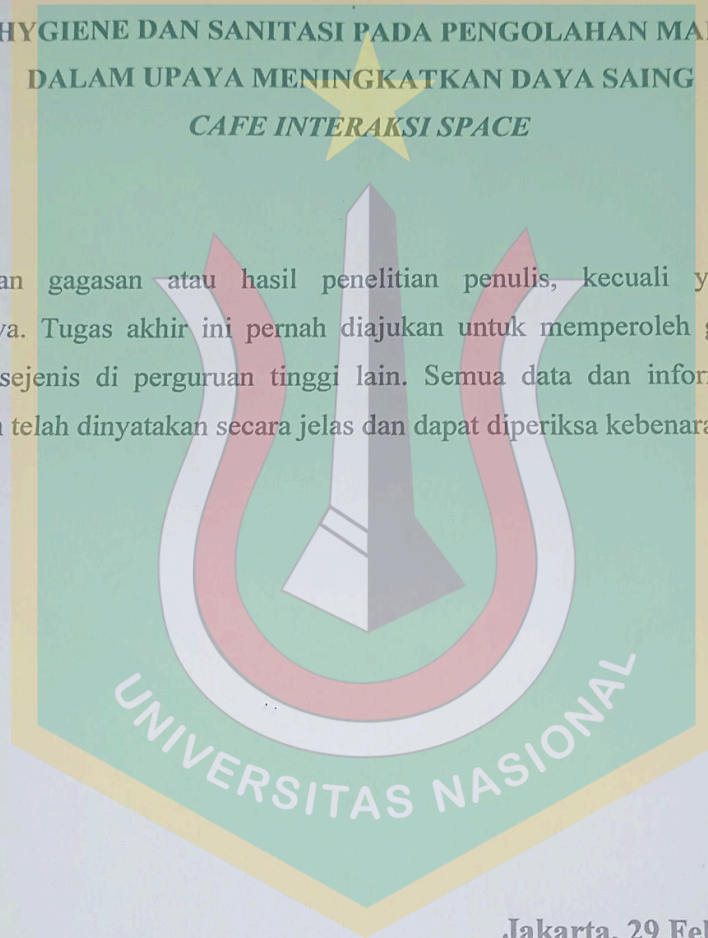 HYGIENE DAN SANITASI PADA PENGOLAHAN
DALAM UPAYA MENINGKATKAN DAYA SAING
CAFE INTERAKSI SPACE
gagasan atau hasil penelitian penulis, kecuali
Tugas akhir ini pernah diajukan untuk memperoleh
sejenis di perguruan tinggi lain. Semua data dan
telah dinyatakan secara jelas dan dapat diperiksa
UNIVERSITAS NASIONAL
Jakarta, 29